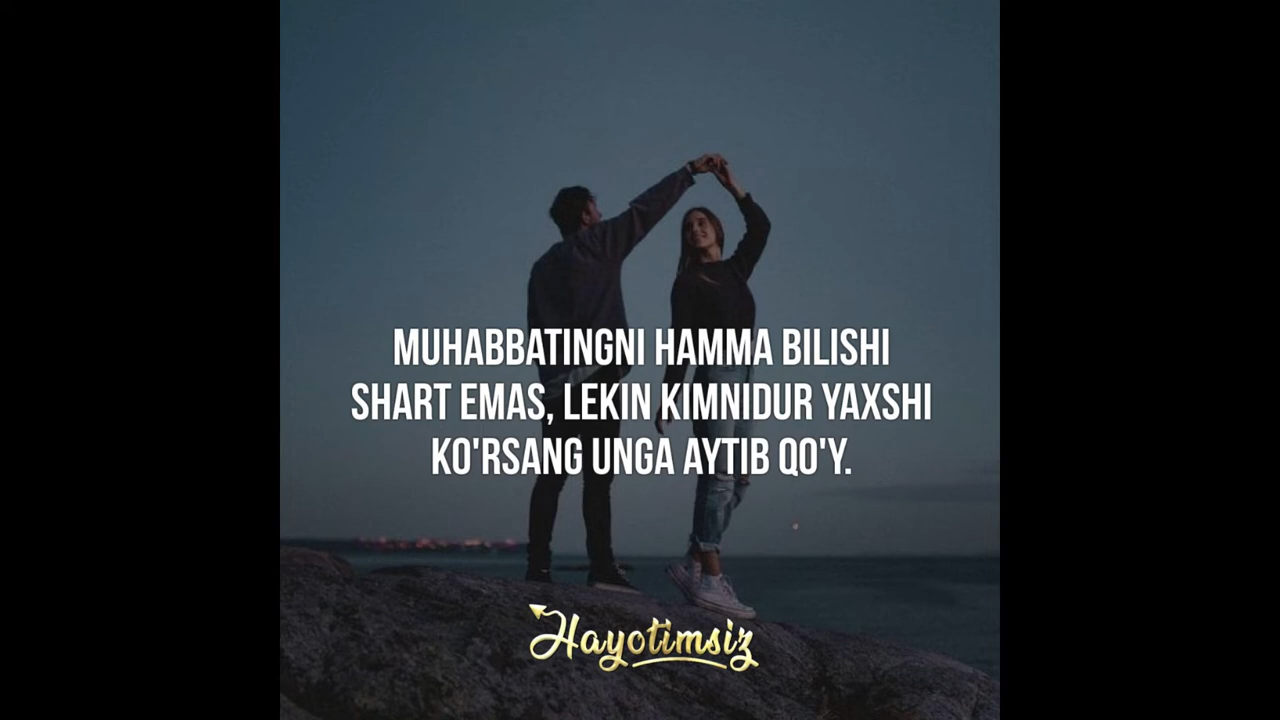 MUHABBATINGNI HAMMA BILISHI
SHART EMAS, LEKIN KIMNIDUR YAXSHI
KO'RSANG UNGA AYTIB QO'Y.
Hayotimsiz